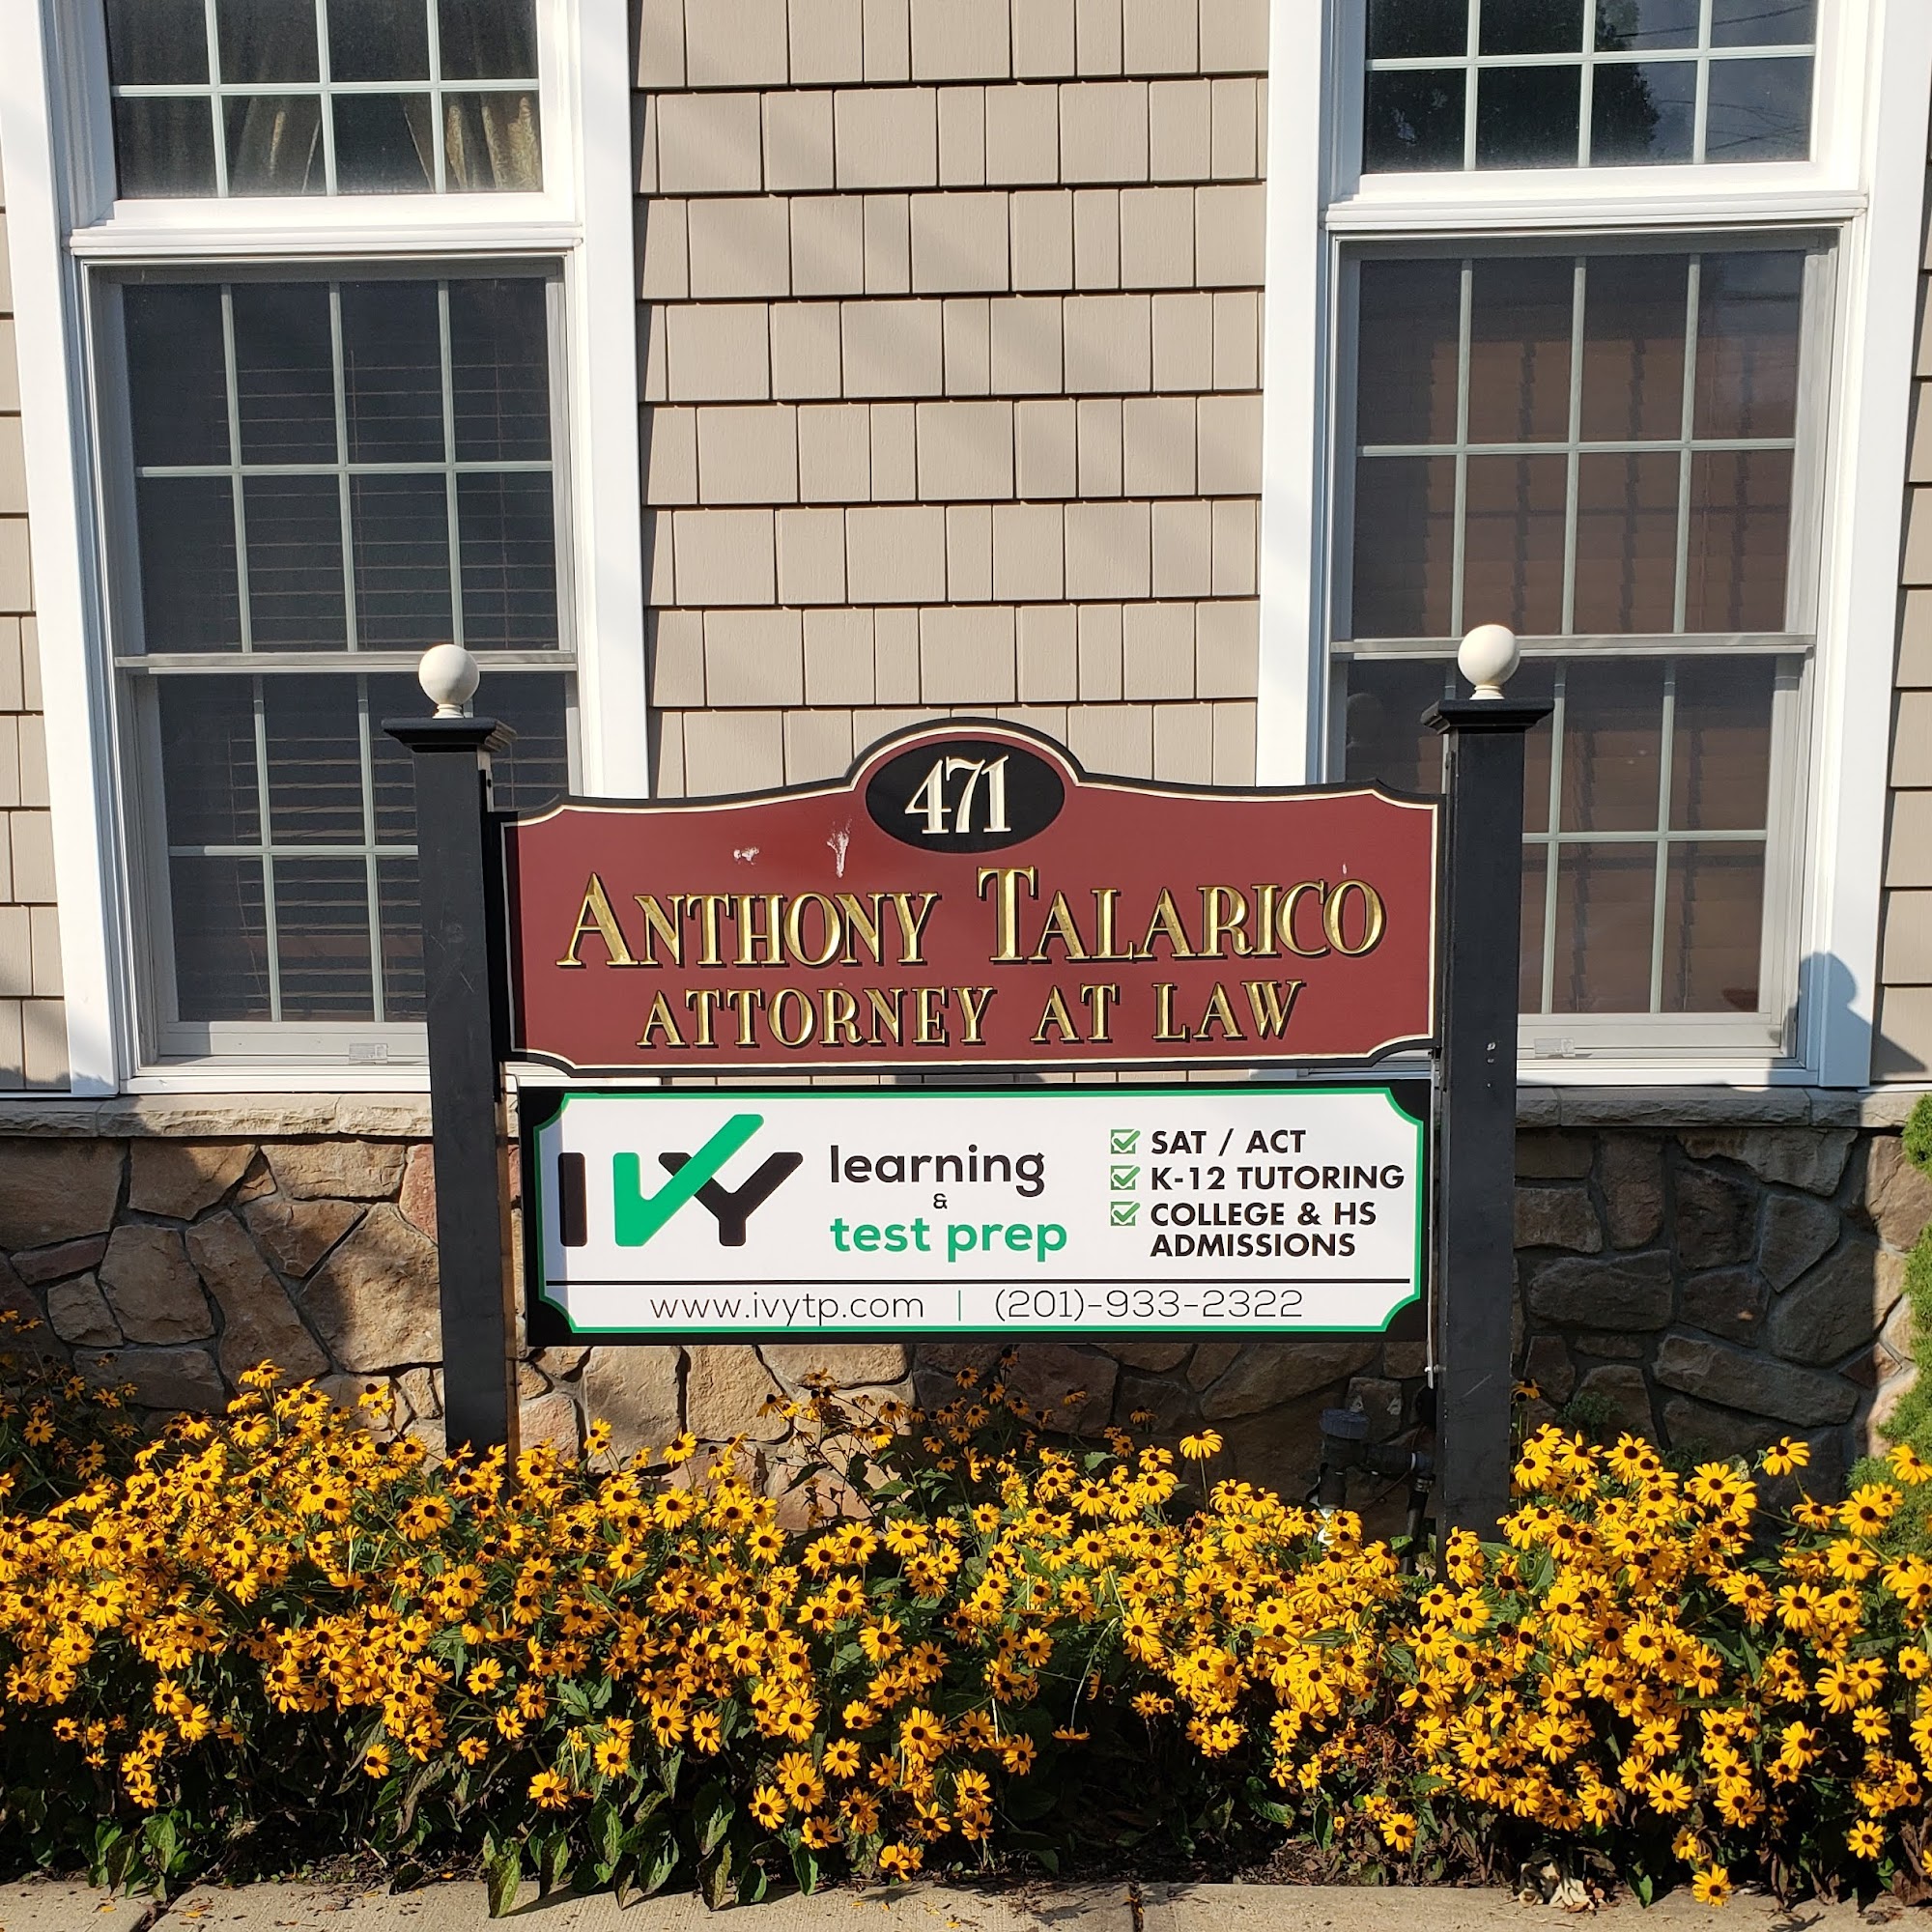 471
ANTHONY TALARICO
ATTORNEY AT LAW
IVY
learning
&
test prep
SAT / ACT
K-12 TUTORING
COLLEGE & HS
ADMISSIONS
www.ivytp.com | (201)-933-2322